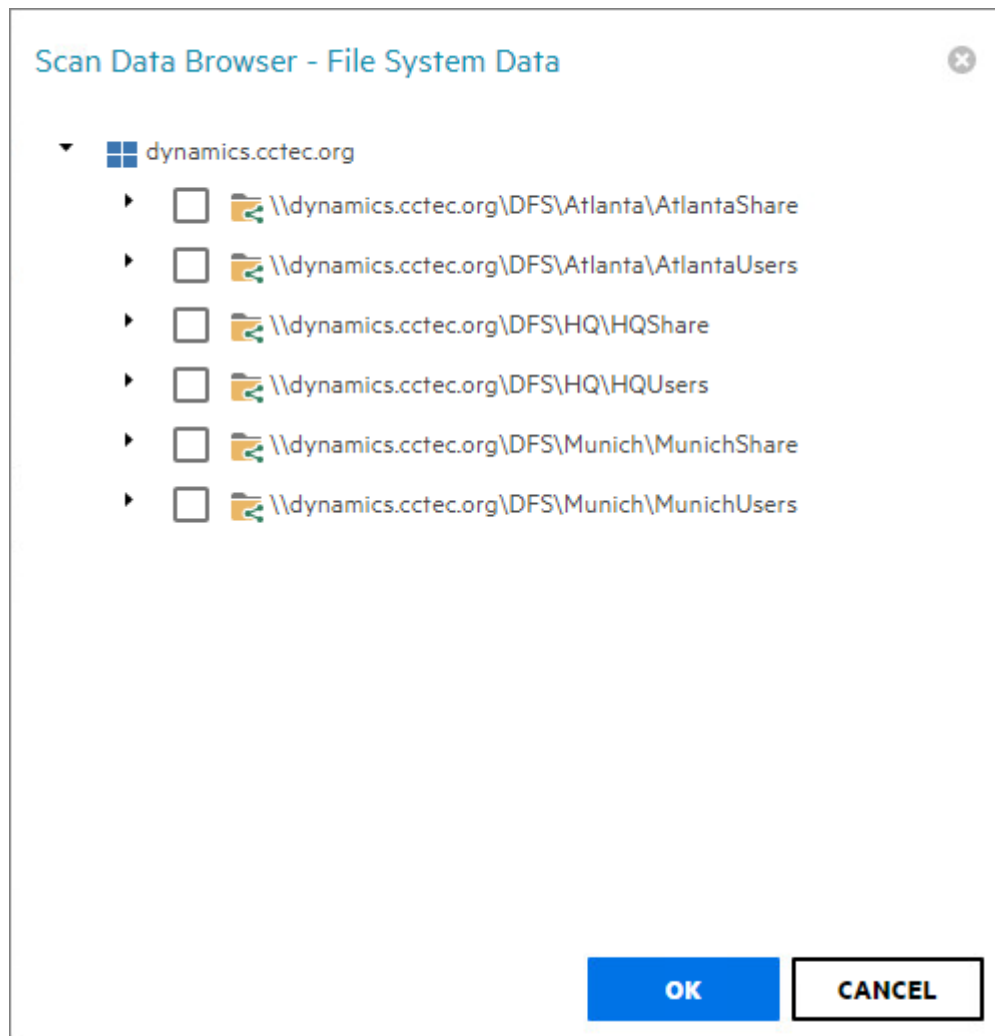 Scan Data Browser - File System Data
dynamics.cctec.org
\\dynamics.cctec.org\DFS\Atlanta\AtlantaShare
\\dynamics.cctec.org\DFS\Atlanta\AtlantaUsers
\\dynamics.cctec.org\DFS\HQ\HQShare
\\dynamics.cctec.org\DFS\HQ\HQUsers
\\dynamics.cctec.org\DFS\Munich\MunichShare
\\dynamics.cctec.org\DFS\Munich\MunichUsers
OK CANCEL